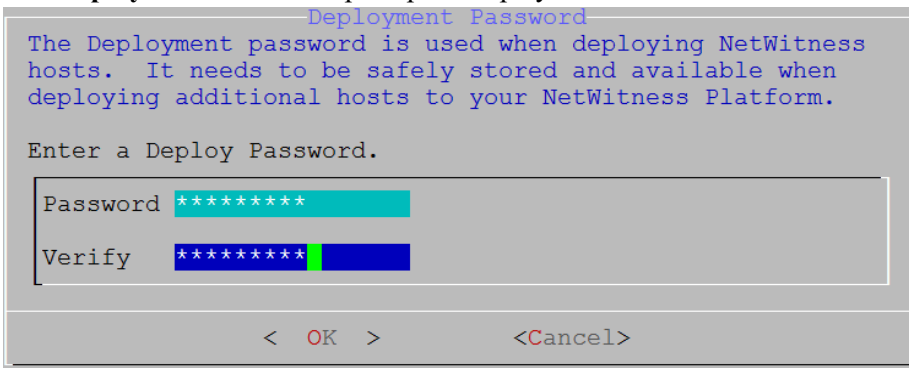 Deployment Password
The Deployment password is used when deploying NetWitness
hosts.  It needs to be safely stored and available when
deploying additional hosts to your NetWitness Platform.
Enter a Deploy Password.
Password *********
Verify *********
< OK > <Cancel>